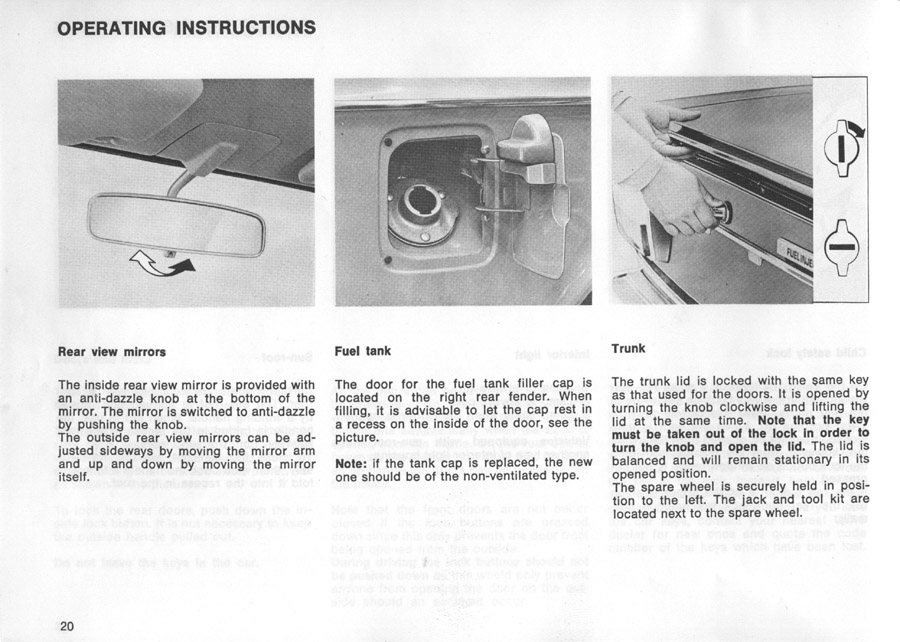 OPERATING INSTRUCTIONS
FUEL INJE
Rear view mirrors
The inside rear view mirror is provided with
an anti-dazzle knob at the bottom of the
mirror. The mirror is switched to anti-dazzle
by pushing the knob.
The outside rear view mirrors can be ad-
justed sideways by moving the mirror arm
and up and down by moving the mirror
itself.
Fuel tank
The door for the fuel tank filler cap is
located on the right rear fender. When
filling, it is advisable to let the cap rest in
a recess on the inside of the door, see the
picture.
Note: if the tank cap is replaced, the new
one should be of the non-ventilated type.
Trunk
The trunk lid is locked with the same key
as that used for the doors. It is opened by
turning the knob clockwise and lifting the
lid at the same time. Note that the key
must be taken out of the lock in order to
turn the knob and open the lid. The lid is
balanced and will remain stationary in its
opened position.
The spare wheel is securely held in posi-
tion to the left. The jack and tool kit are
located next to the spare wheel.
20